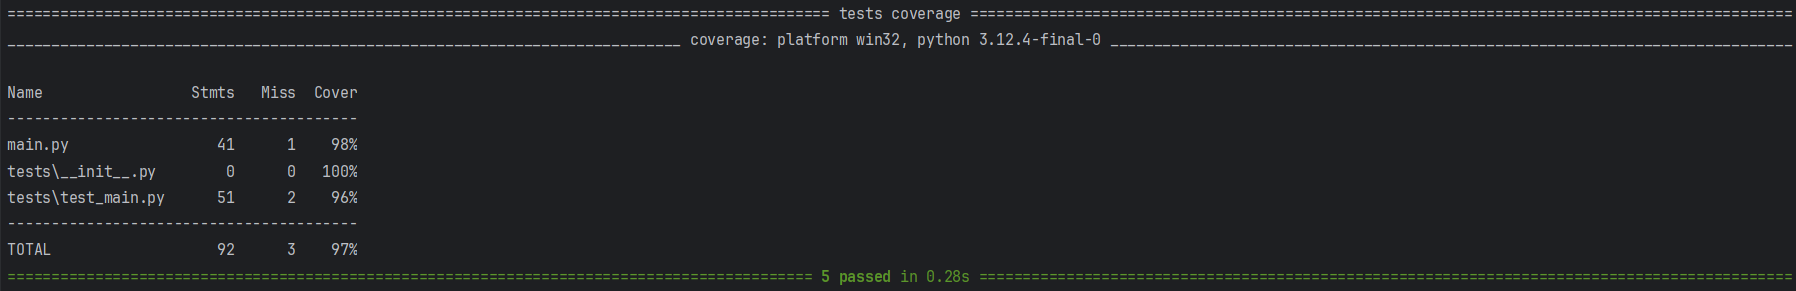 ============================================================================================== tests coverage ==============================================================================================
_____________________________________________________________________________ coverage: platform win32, python 3.12.4-final-0 ______________________________________________________________________________
Name                 Stmts   Miss  Cover
----------------------------------------
main.py                 41      1    98%
tests\__init__.py        0      0   100%
tests\test_main.py      51      2    96%
----------------------------------------
TOTAL                   92      3    97%
============================================================================================ 5 passed in 0.28s =============================================================================================